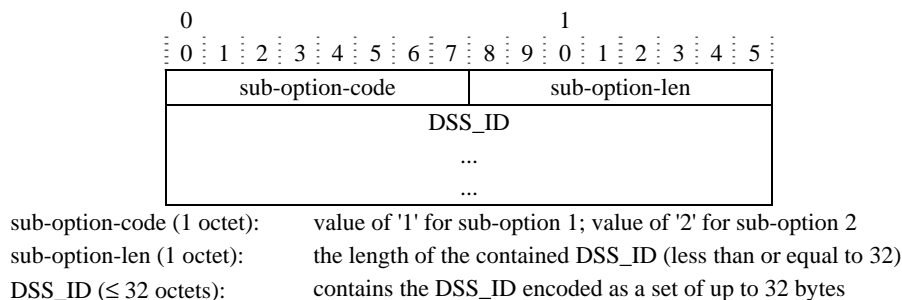 0 1
0 1 2 3 4 5 6 7 8 9 0 1 2 3 4 5
sub-option-code sub-option-len
DSS_ID
...
...
sub-option-code (1 octet): value of '1' for sub-option 1; value of '2' for sub-option 2
sub-option-len (1 octet): the length of the contained DSS_ID (less than or equal to 32)
DSS_ID (≤ 32 octets): contains the DSS_ID encoded as a set of up to 32 bytes